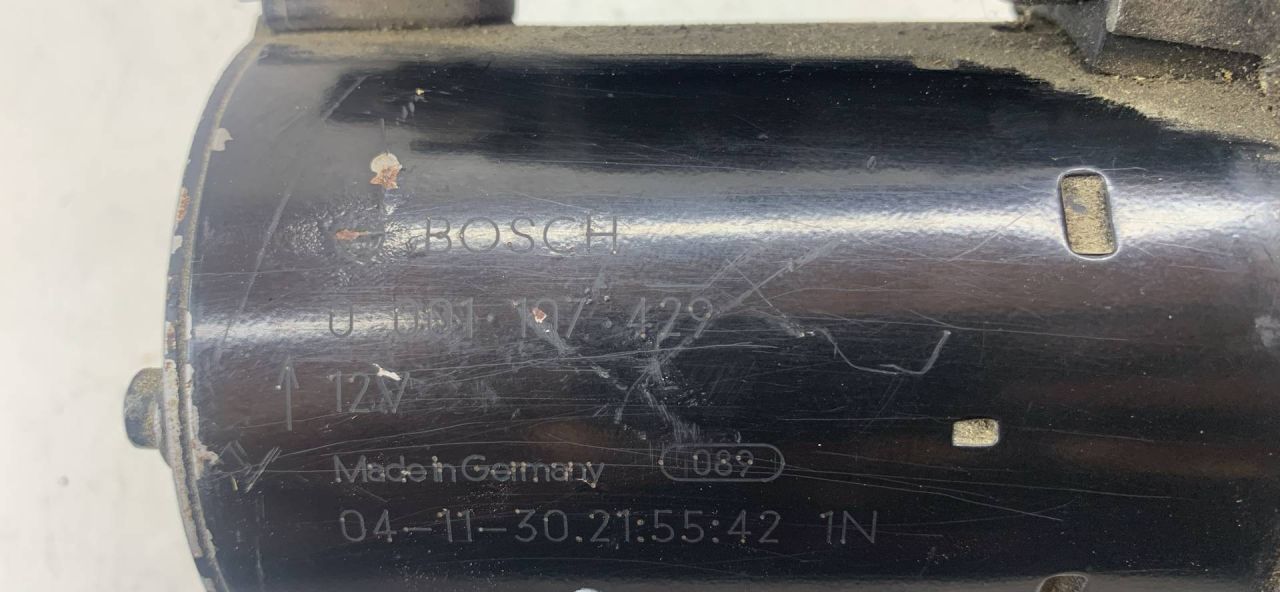 BOSCH
0 001 107 429
12V
Made in Germany 089
04-11-30.21:55:42 1N